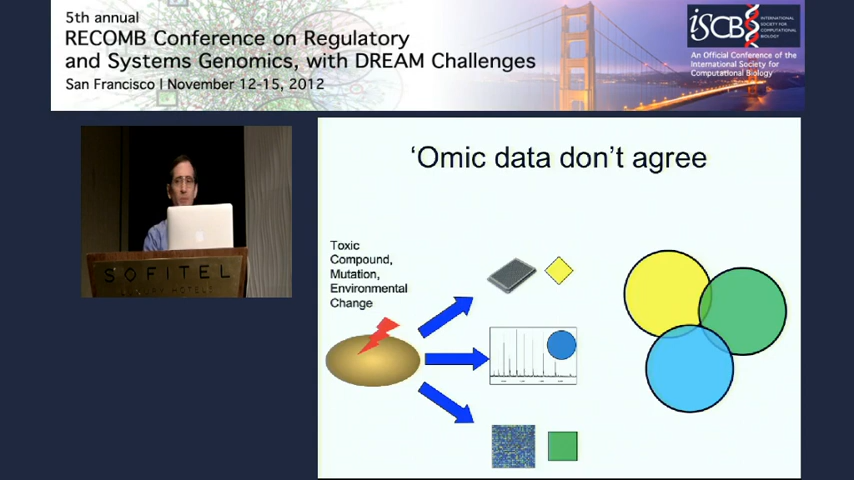 5th annual
RECOMB Conference on Regulatory
and Systems Genomics, with DREAM Challenges
San Francisco | November 12-15, 2012
iSCB
INTERNATIONAL
SOCIETY FOR
COMPUTATIONAL
BIOLOGY
An Official Conference of the
International Society for
Computational Biology
SOFITEL
LUXURY HOTELS
‘Omic data don’t agree
Toxic
Compound,
Mutation,
Environmental
Change